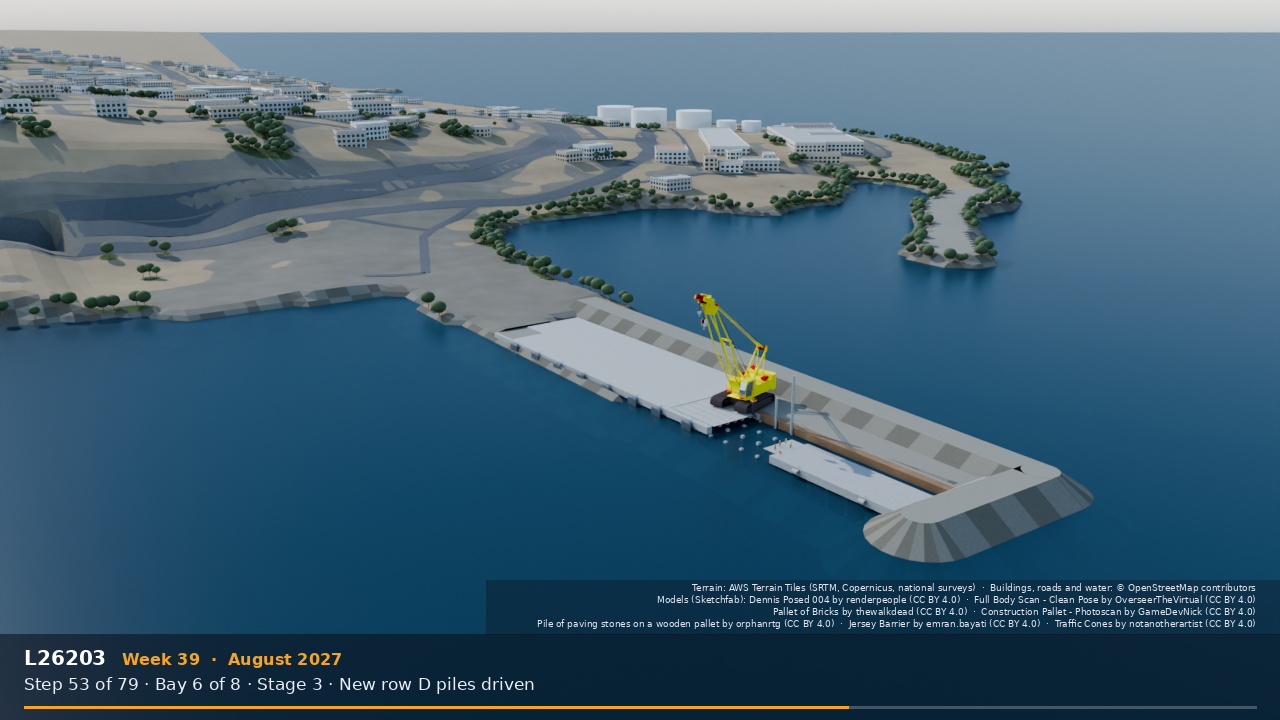 Terrain: AWS Terrain Tiles (SRTM, Copernicus, national surveys)  ·  Buildings, roads and water: © OpenStreetMap contributors
Models (Sketchfab): Dennis Posed 004 by renderpeople (CC BY 4.0)  ·  Full Body Scan - Clean Pose by OverseerTheVirtual (CC BY 4.0)
Pallet of Bricks by thewalkdead (CC BY 4.0)  ·  Construction Pallet - Photoscan by GameDevNick (CC BY 4.0)
Pile of paving stones on a wooden pallet by orphanrtg (CC BY 4.0)  ·  Jersey Barrier by emran.bayati (CC BY 4.0)  ·  Traffic Cones by notanotherartist (CC BY 4.0)
L26203 Week 39 · August 2027
Step 53 of 79 · Bay 6 of 8 · Stage 3 · New row D piles driven